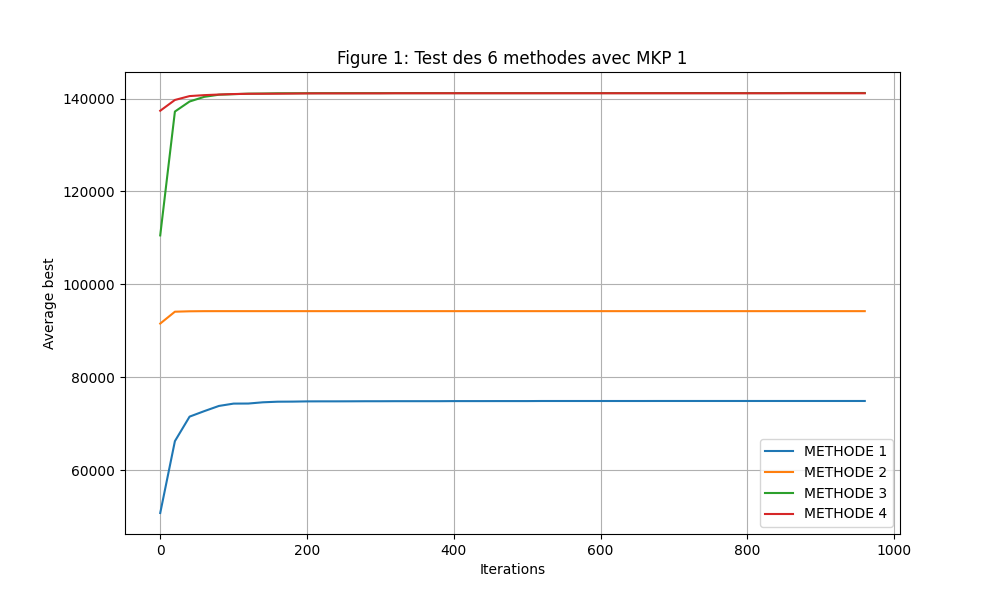 Figure 1: Test des 6 methodes avec MKP 1
Average best
140000
120000
100000
80000
60000
0
200
400
600
800
1000
Iterations
METHODE 1
METHODE 2
METHODE 3
METHODE 4